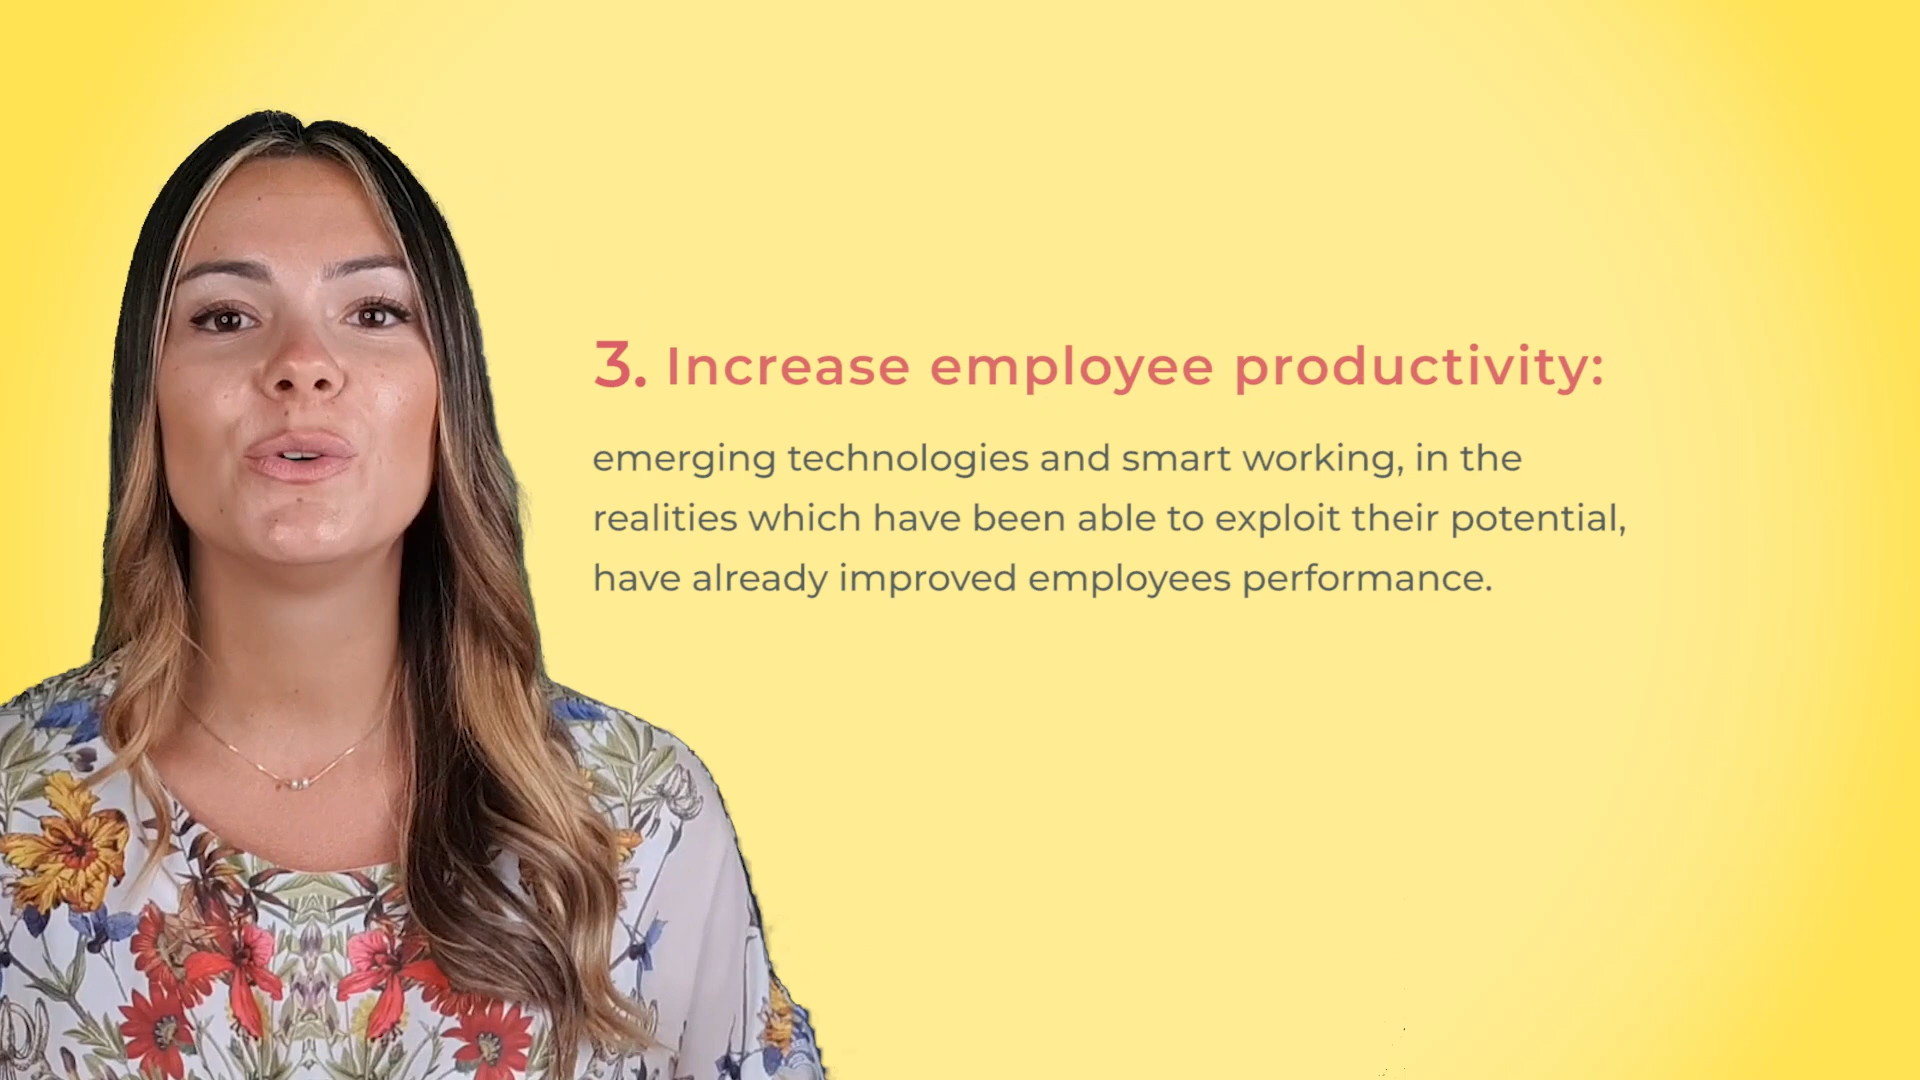 3. Increase employee productivity:
emerging technologies and smart working, in the
realities which have been able to exploit their potential,
have already improved employees performance.